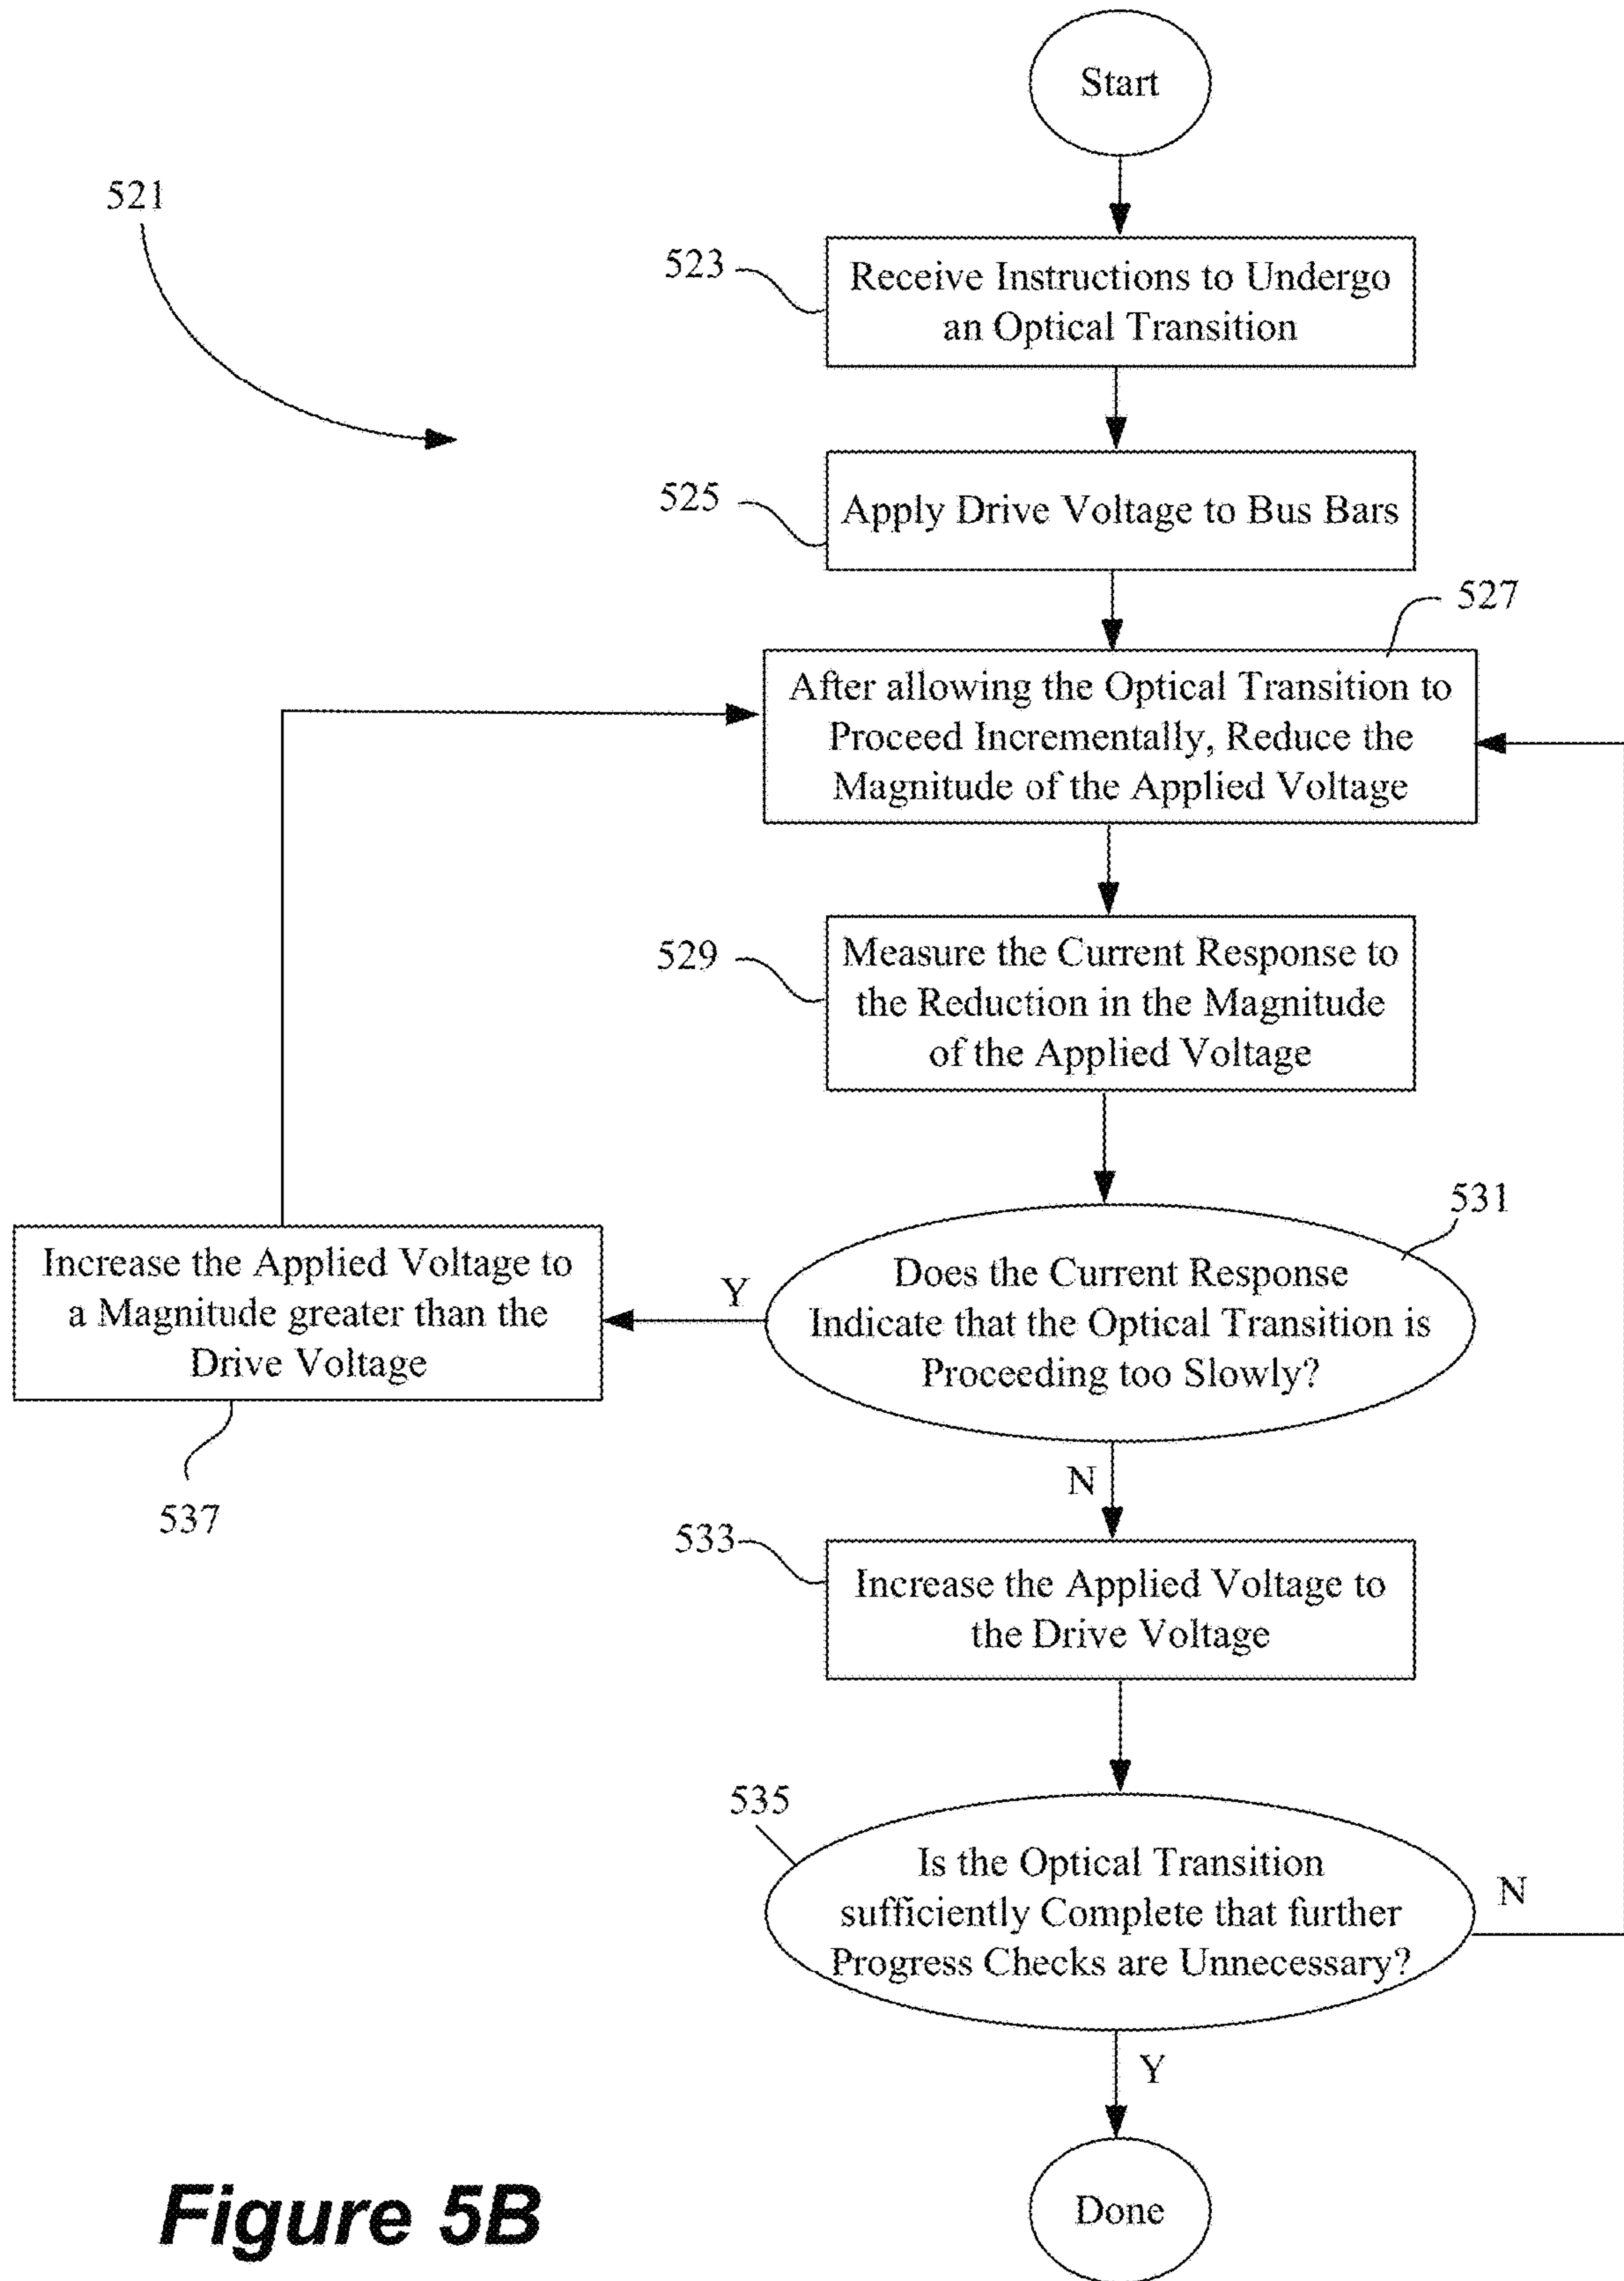 Start
521
523
Receive Instructions to Undergo
an Optical Transition
525
Apply Drive Voltage to Bus Bars
527
After allowing the Optical Transition to
Proceed Incrementally, Reduce the
Magnitude of the Applied Voltage
529
Measure the Current Response to
the Reduction in the Magnitude
of the Applied Voltage
531
Does the Current Response
Indicate that the Optical Transition is
Proceeding too Slowly?
Y
Increase the Applied Voltage to
a Magnitude greater than the
Drive Voltage
537
N
533
Increase the Applied Voltage to
the Drive Voltage
535
Is the Optical Transition
sufficiently Complete that further
Progress Checks are Unnecessary?
N
Y
Done
Figure 5B